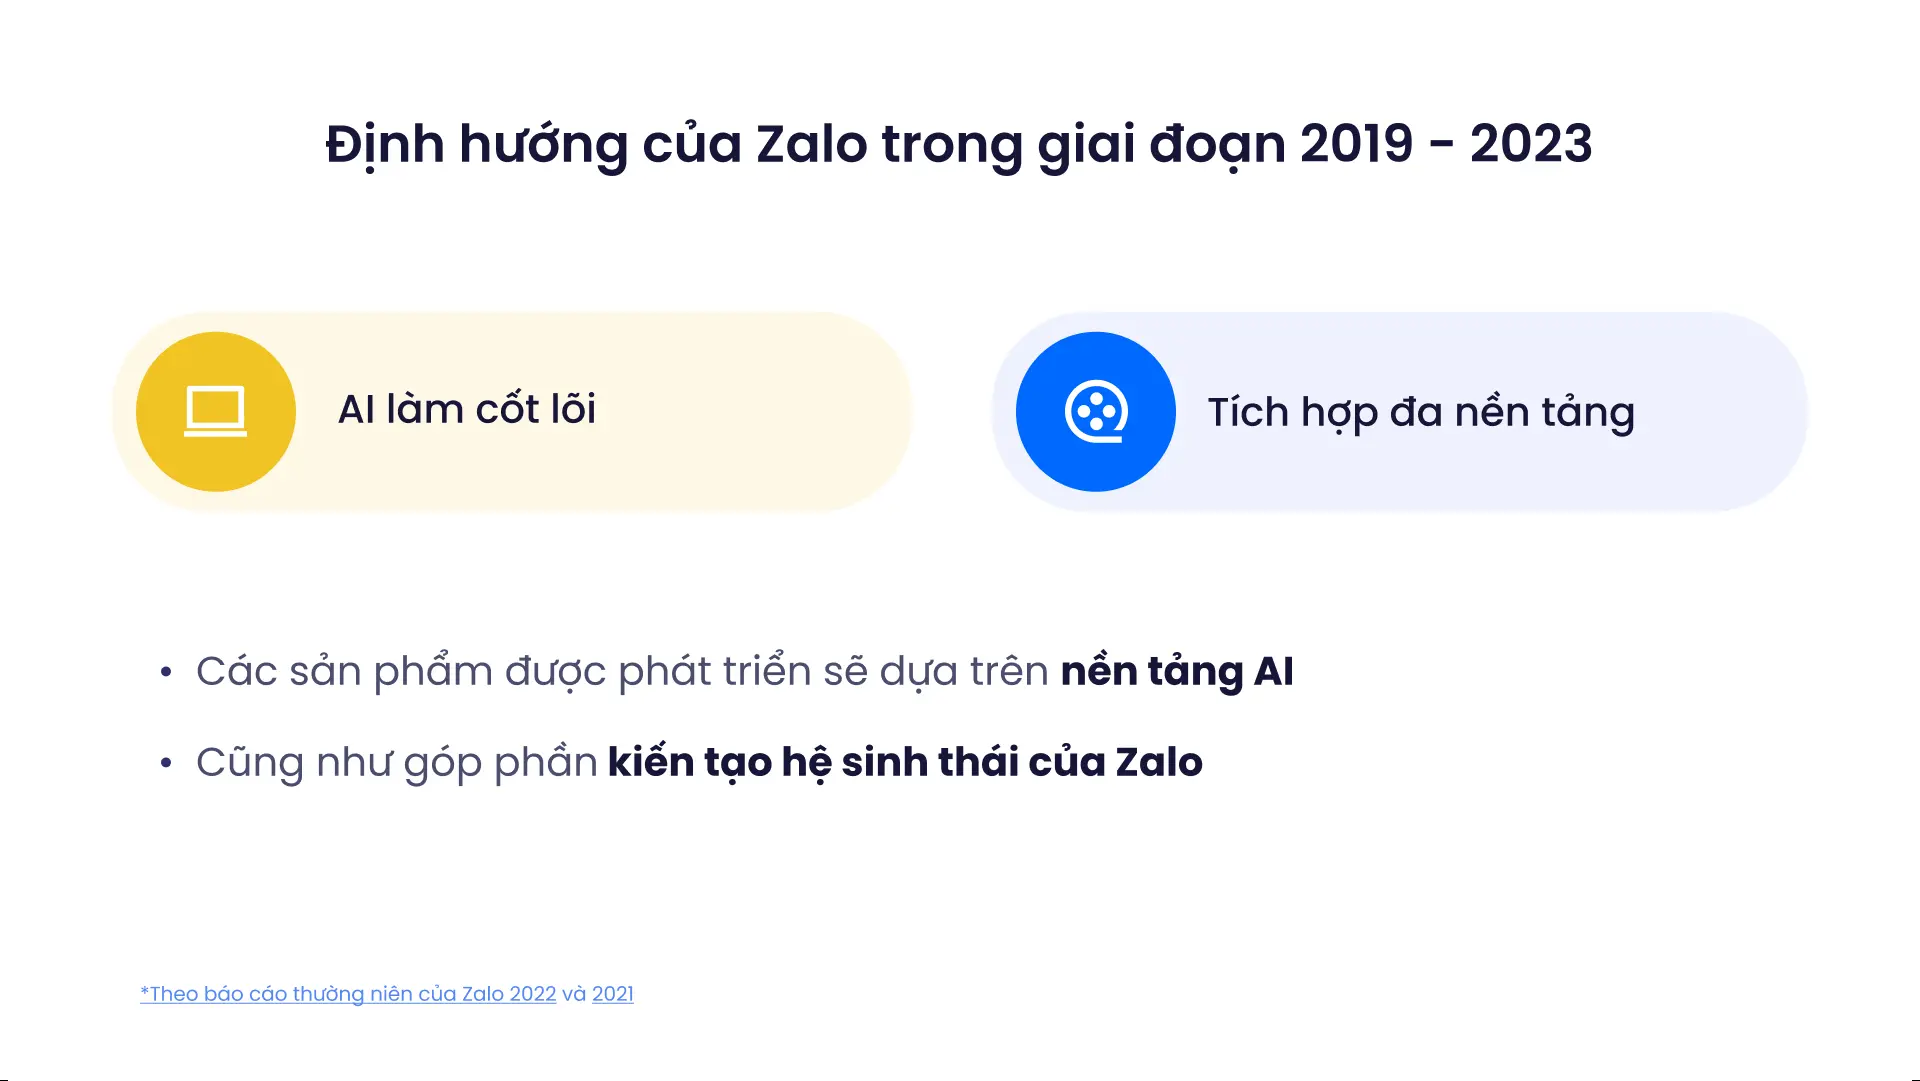 Định hướng của Zalo trong giai đoạn 2019 - 2023
AI làm cốt lõi
Tích hợp đa nền tảng
• Các sản phẩm được phát triển sẽ dựa trên nền tảng AI
• Cũng như góp phần kiến tạo hệ sinh thái của Zalo
*Theo báo cáo thường niên của Zalo 2022 và 2021